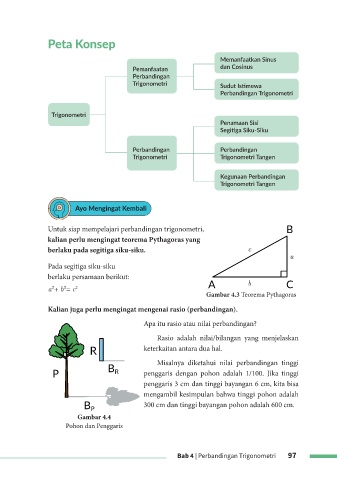 Peta Konsep
Memanfaatkan Sinus
dan Cosinus
Pemanfaatan
Perbandingan
Trigonometri
Sudut Istimewa
Perbandingan Trigonometri
Trigonometri
Penamaan Sisi
Segitiga Siku-Siku
Perbandingan
Trigonometri
Perbandingan
Trigonometri Tangen
Kegunaan Perbandingan
Trigonometri Tangen
Ayo Mengingat Kembali
Untuk siap mempelajari perbandingan trigonometri,
kalian perlu mengingat teorema Pythagoras yang
berlaku pada segitiga siku-siku.
Pada segitiga siku-siku
berlaku persamaan berikut:
a²+ b²= c²
B
c
a
A
b
C
Gambar 4.3 Teorema Pythagoras
Kalian juga perlu mengingat mengenai rasio (perbandingan).
R
P
B_R
B_P
Gambar 4.4
Pohon dan Penggaris
Apa itu rasio atau nilai perbandingan?
Rasio adalah nilai/bilangan yang menjelaskan
keterkaitan antara dua hal.
Misalnya diketahui nilai perbandingan tinggi
penggaris dengan pohon adalah 1/100. Jika tinggi
penggaris 3 cm dan tinggi bayangan 6 cm, kita bisa
mengambil kesimpulan bahwa tinggi pohon adalah
300 cm dan tinggi bayangan pohon adalah 600 cm.
Bab 4 | Perbandingan Trigonometri 97